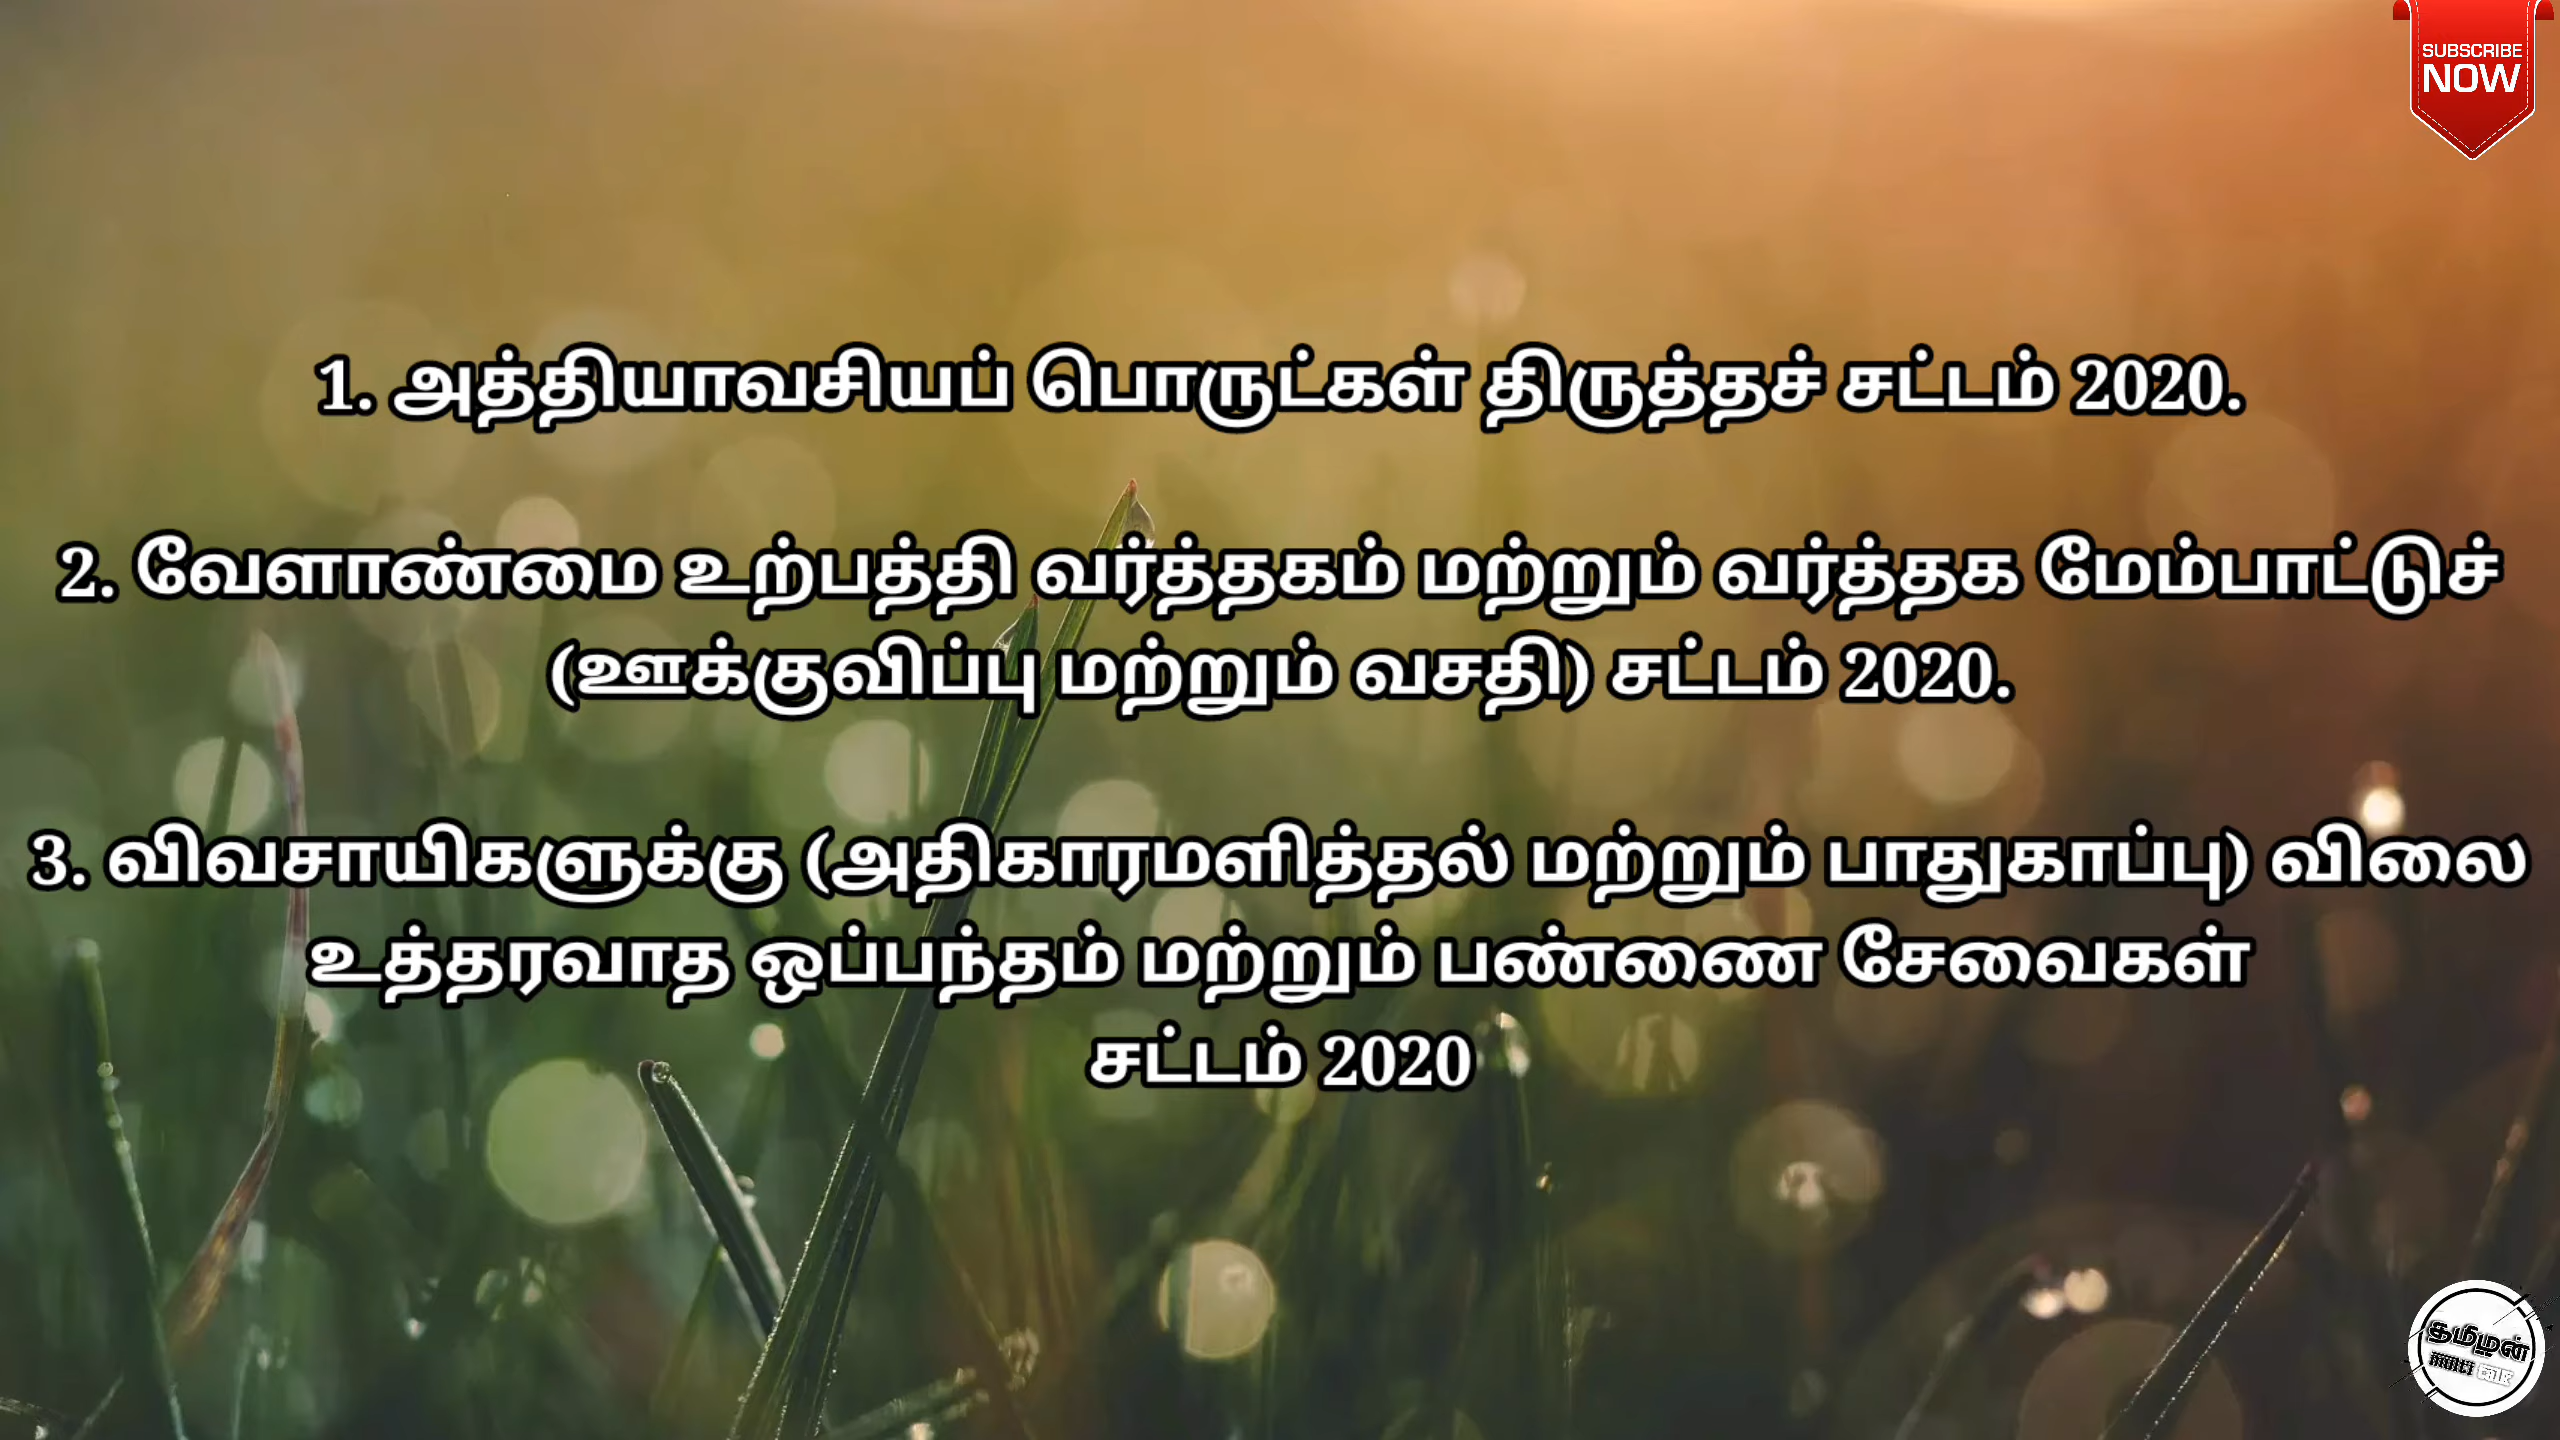 SUBSCRIBE
NOW
1. அத்தியாவசியப் பொருட்கள் திருத்தச் சட்டம் 2020.
2. வேளாண்மை உற்பத்தி வர்த்தகம் மற்றும் வர்த்தக மேம்பாட்டுச்
(ஊக்குவிப்பு மற்றும் வசதி) சட்டம் 2020.
3. விவசாயிகளுக்கு (அதிகாரமளித்தல் மற்றும் பாதுகாப்பு) விலை
உத்தரவாத ஒப்பந்தம் மற்றும் பண்ணை சேவைகள்
சட்டம் 2020
தமிழன்